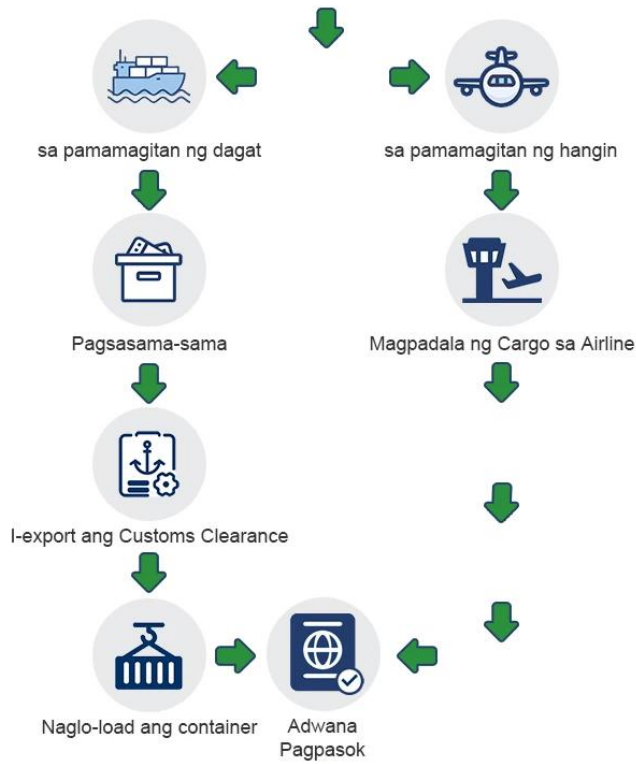 sa pamamagitan ng dagat
sa pamamagitan ng hangin
Pagsasama-sama
Magpadala ng Cargo sa Airline
I-export ang Customs Clearance
Naglo-load ang container
Adwana
Pagpasok